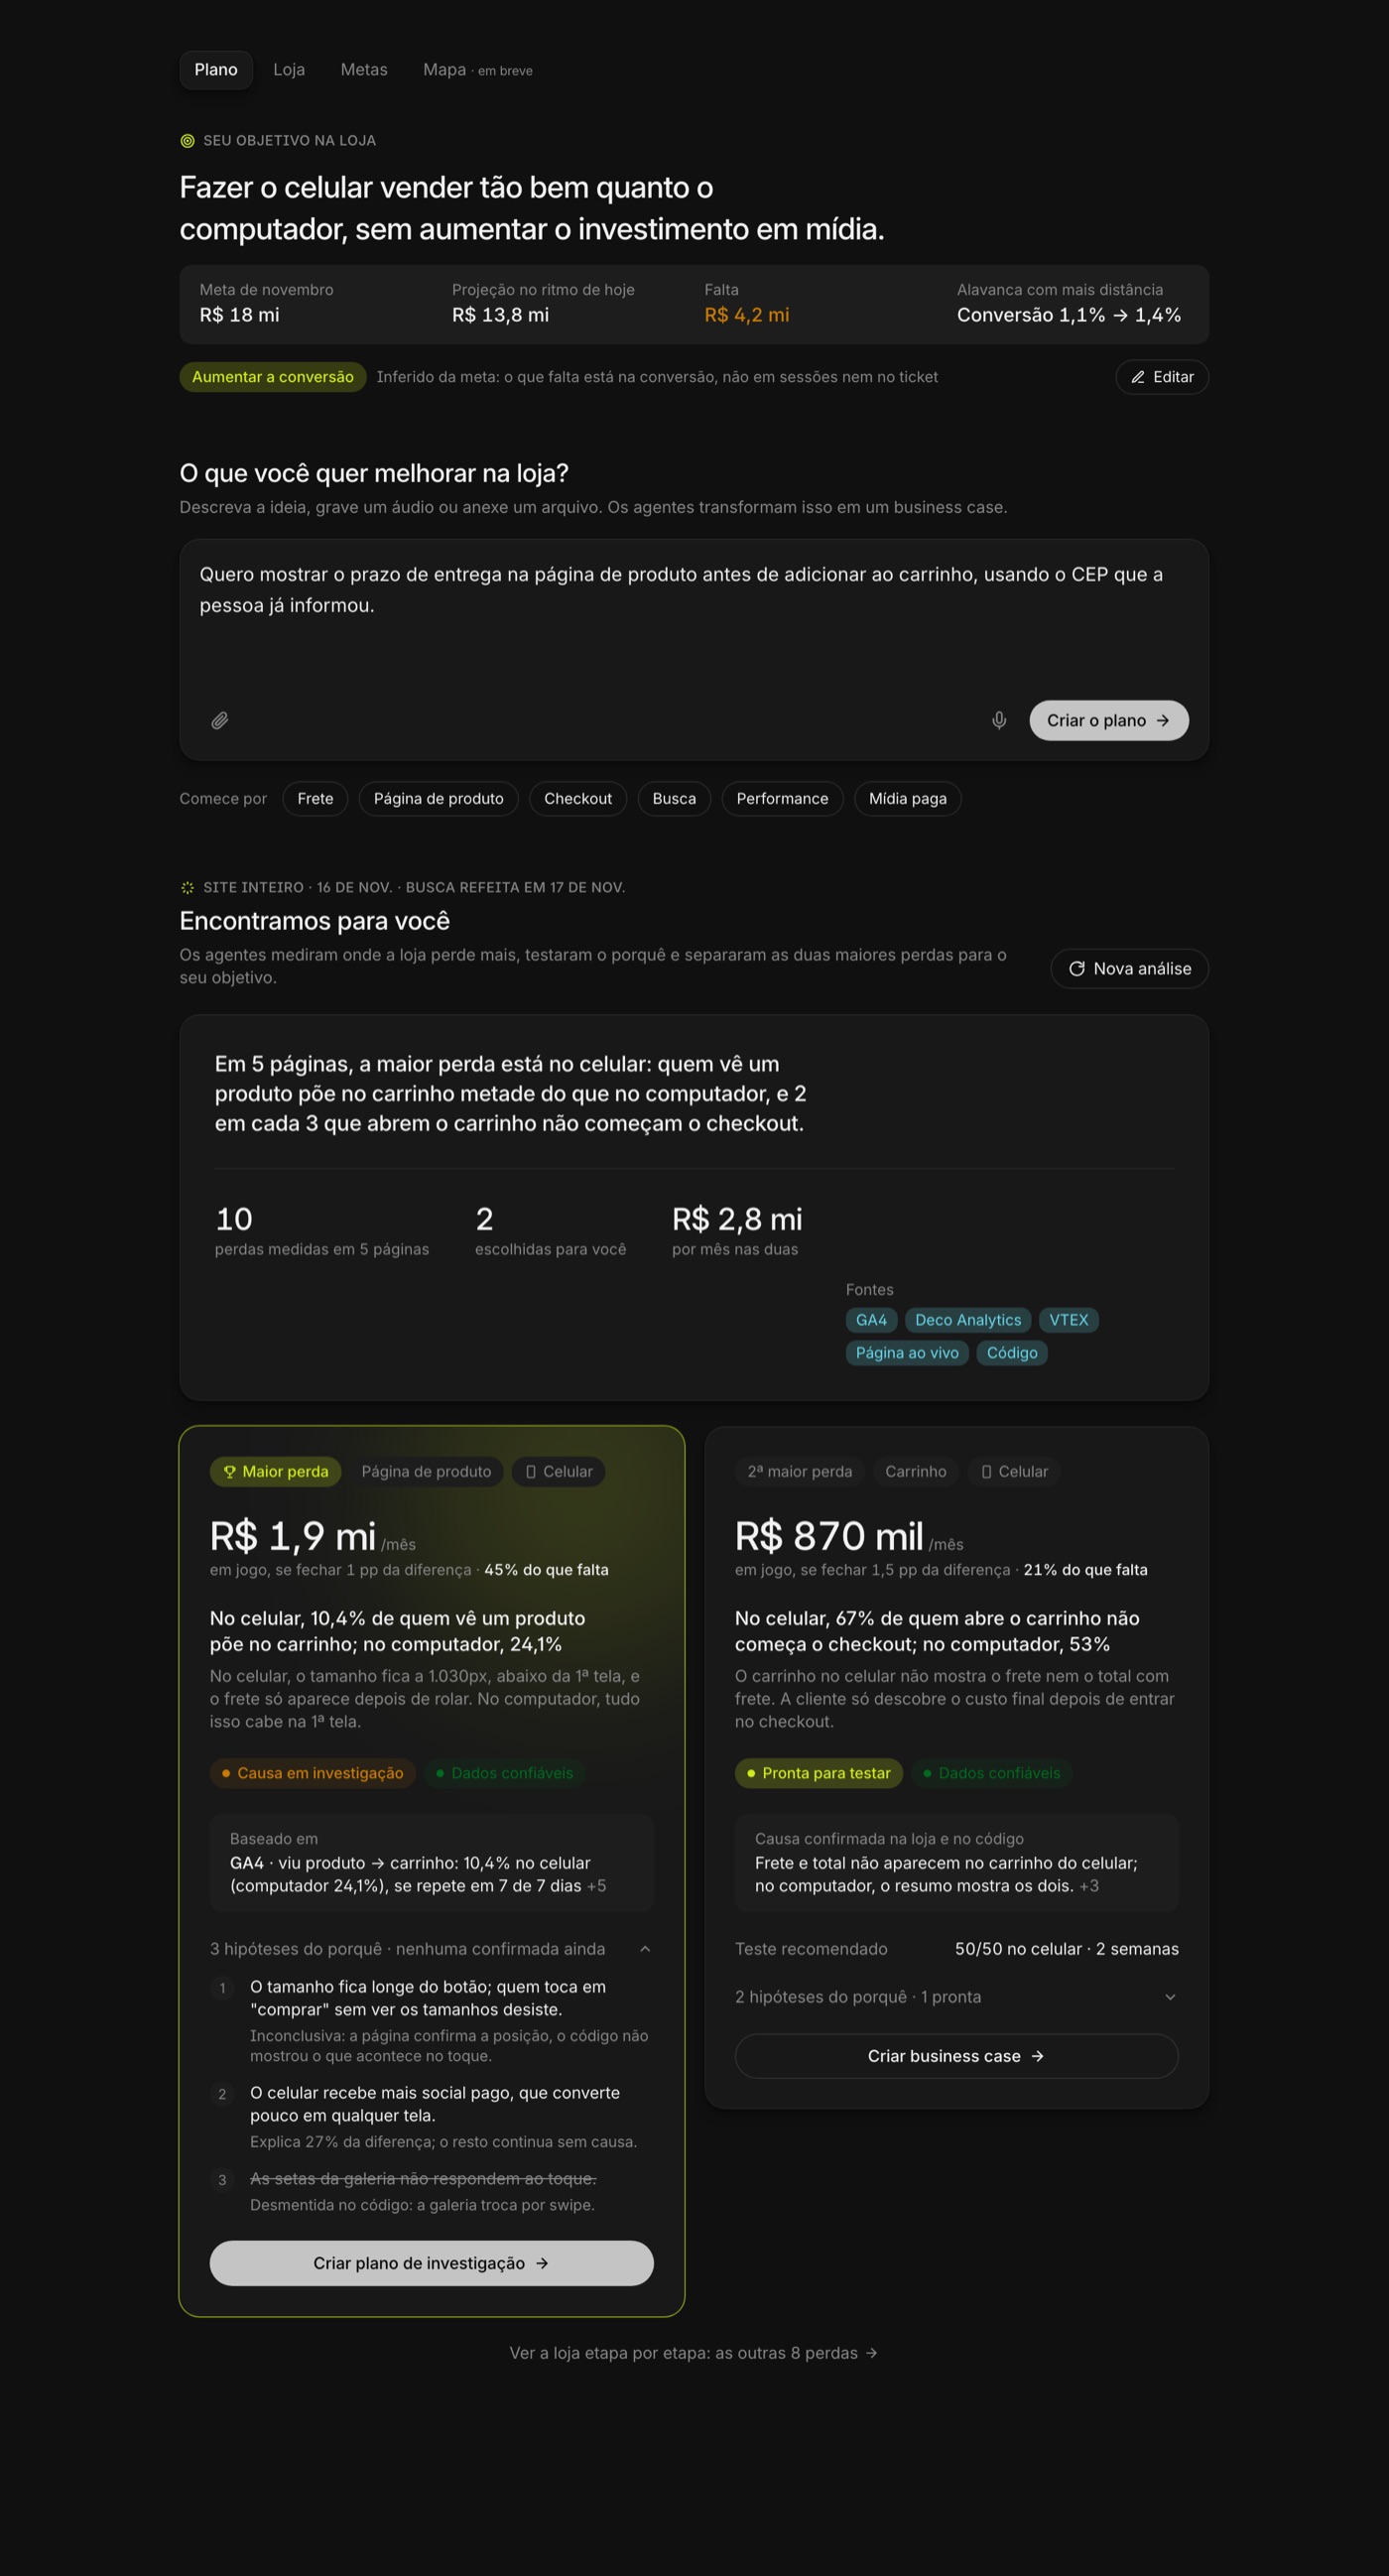 Plano
Loja
Metas
Mapa · em breve
SEU OBJETIVO NA LOJA
Fazer o celular vender tão bem quanto o
computador, sem aumentar o investimento em mídia.
Meta de novembro
R$ 18 mi
Projeção no ritmo de hoje
R$ 13,8 mi
Falta
R$ 4,2 mi
Alavanca com mais distância
Conversão 1,1% → 1,4%
Aumentar a conversão
Inferido da meta: o que falta está na conversão, não em sessões nem no ticket
Editar
O que você quer melhorar na loja?
Descreva a ideia, grave um áudio ou anexe um arquivo. Os agentes transformam isso em um business case.
Quero mostrar o prazo de entrega na página de produto antes de adicionar ao carrinho, usando o CEP que a
pessoa já informou.
Criar o plano →
Comece por
Frete
Página de produto
Checkout
Busca
Performance
Mídia paga
SITE INTEIRO · 16 DE NOV. · BUSCA REFEITA EM 17 DE NOV.
Encontramos para você
Os agentes mediram onde a loja perde mais, testaram o porquê e separaram as duas maiores perdas para o
seu objetivo.
Nova análise
Em 5 páginas, a maior perda está no celular: quem vê um
produto põe no carrinho metade do que no computador, e 2
em cada 3 que abrem o carrinho não começam o checkout.
10
perdas medidas em 5 páginas
2
escolhidas para você
R$ 2,8 mi
por mês nas duas
Fontes
GA4
Deco Analytics
VTEX
Página ao vivo
Código
Maior perda
Página de produto
Celular
R$ 1,9 mi /mês
em jogo, se fechar 1 pp da diferença · 45% do que falta
No celular, 10,4% de quem vê um produto
põe no carrinho; no computador, 24,1%
No celular, o tamanho fica a 1.030px, abaixo da 1ª tela, e
o frete só aparece depois de rolar. No computador, tudo
isso cabe na 1ª tela.
Causa em investigação
Dados confiáveis
Baseado em
GA4 · viu produto → carrinho: 10,4% no celular
(computador 24,1%), se repete em 7 de 7 dias +5
3 hipóteses do porquê · nenhuma confirmada ainda
1
O tamanho fica longe do botão; quem toca em
"comprar" sem ver os tamanhos desiste.
Inconclusiva: a página confirma a posição, o código não
mostrou o que acontece no toque.
2
O celular recebe mais social pago, que converte
pouco em qualquer tela.
Explica 27% da diferença; o resto continua sem causa.
3
As setas da galeria não respondem ao toque.
Desmentida no código: a galeria troca por swipe.
Criar plano de investigação →
2ª maior perda
Carrinho
Celular
R$ 870 mil /mês
em jogo, se fechar 1,5 pp da diferença · 21% do que falta
No celular, 67% de quem abre o carrinho não
começa o checkout; no computador, 53%
O carrinho no celular não mostra o frete nem o total com
frete. A cliente só descobre o custo final depois de entrar
no checkout.
Pronta para testar
Dados confiáveis
Causa confirmada na loja e no código
Frete e total não aparecem no carrinho do celular;
no computador, o resumo mostra os dois. +3
Teste recomendado
50/50 no celular · 2 semanas
2 hipóteses do porquê · 1 pronta
Criar business case →
Ver a loja etapa por etapa: as outras 8 perdas →